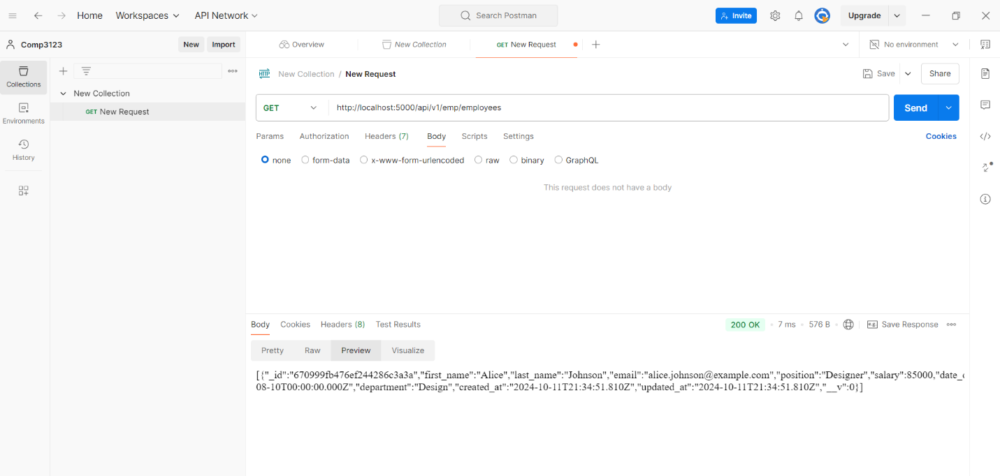 Home Workspaces API Network Search Postman Invite Upgrade
Comp3123 New Import Overview New Collection GET New Request No environment
Collections
New Collection / New Request Save Share
New Collection
GET New Request
GET http://localhost:5000/api/v1/emp/employees Send
Environments
History
Params Authorization Headers (7) Body Scripts Settings Cookies
none form-data x-www-form-urlencoded raw binary GraphQL
This request does not have a body
Body Cookies Headers (8) Test Results 200 OK 7 ms 576 B e.g. Save Response
Pretty Raw Preview Visualize
[{"_id":"670999fb476ef244286c3a3a","first_name":"Alice","last_name":"Johnson","email":"alice.johnson@example.com","position":"Designer","salary":85000,"date_
08-10T00:00:00.000Z","department":"Design","created_at":"2024-10-11T21:34:51.810Z","updated_at":"2024-10-11T21:34:51.810Z","__v":0}]